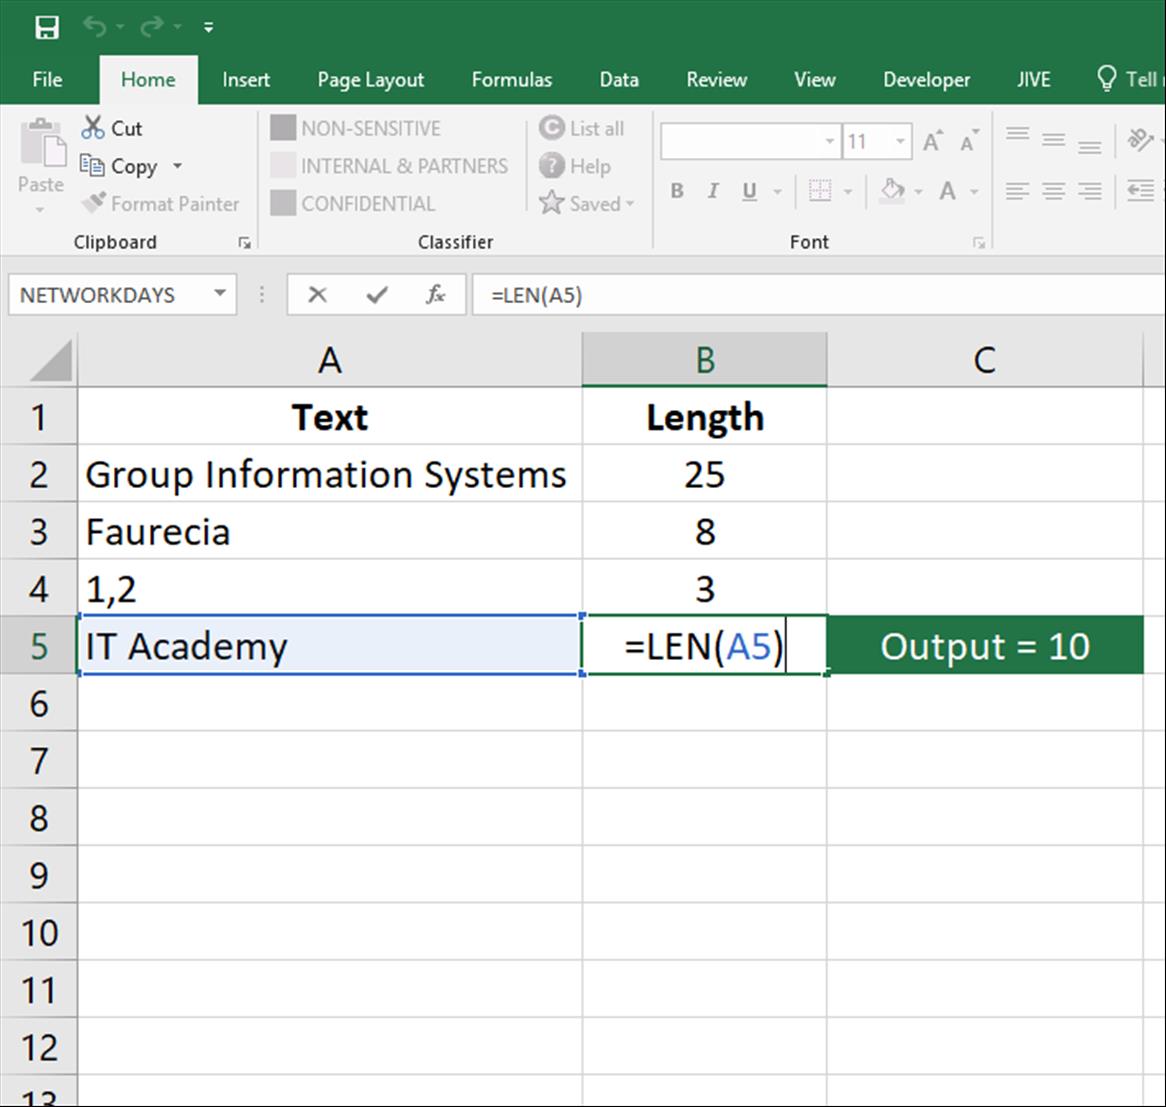 File Home Insert Page Layout Formulas Data Review View Developer JIVE Tell
Cut
Copy
Format Painter
Paste
Clipboard
NON-SENSITIVE
INTERNAL & PARTNERS
CONFIDENTIAL
List all
Help
Saved
Classifier
11 A A
B I U A
Font
NETWORKDAYS fx =LEN(A5)
A B C
1 Text Length
2 Group Information Systems 25
3 Faurecia 8
4 1,2 3
5 IT Academy =LEN(A5) Output = 10
6
7
8
9
10
11
12
13